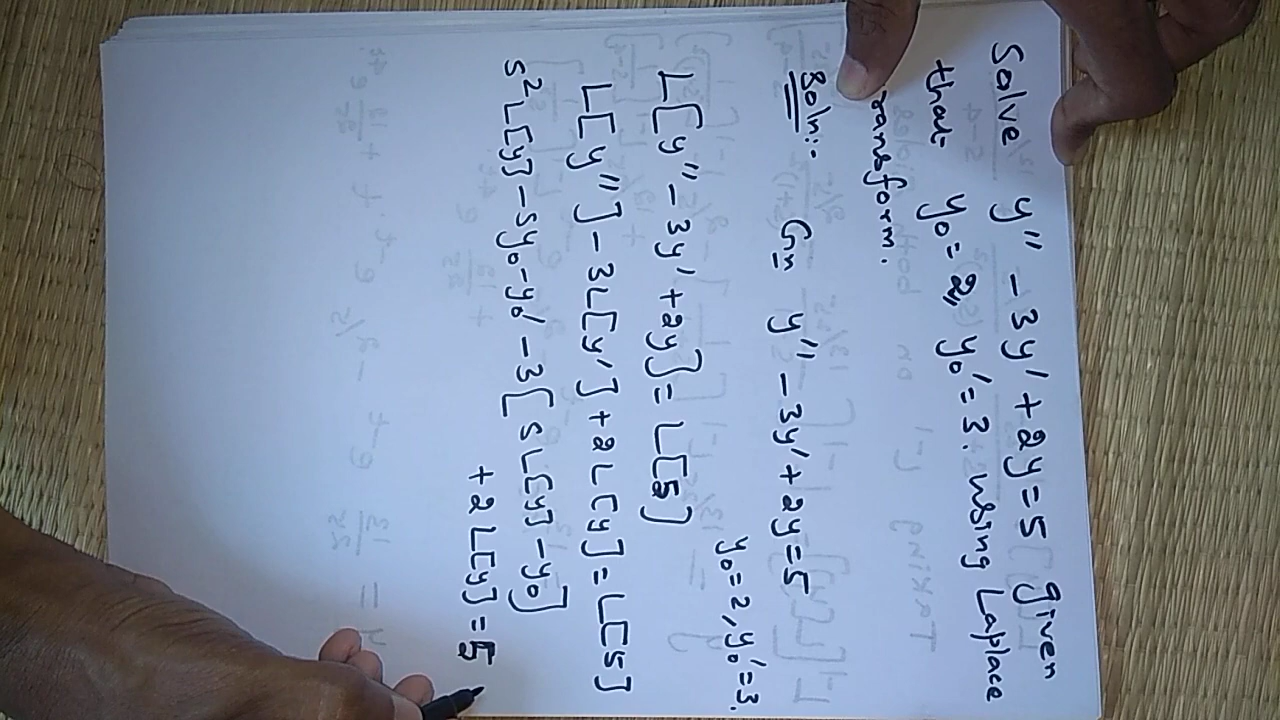 Solve y'' - 3y' + 2y = 5 given
that y₀ = 2, y₀' = 3. using Laplace
ransform.
Soln:- Gn y'' - 3y' + 2y = 5
y₀ = 2, y₀' = 3.
L[y'' - 3y' + 2y] = L[5]
L[y''] - 3L[y'] + 2L[y] = L[5]
s²L[y] - sy₀ - y₀' - 3[sL[y] - y₀]
+ 2L[y] = 5